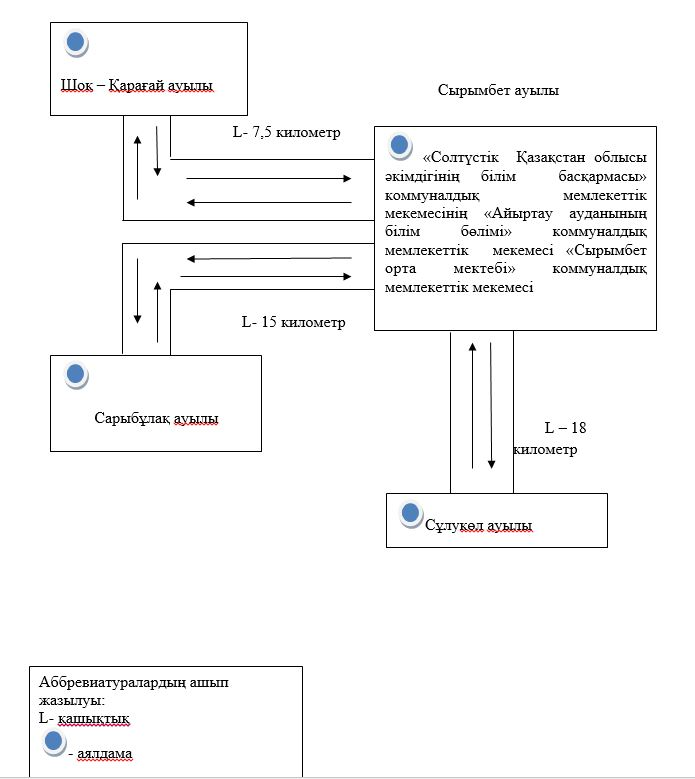 Шоқ – Қарағай ауылы
Сырымбет ауылы
L- 7,5 километр
«Солтүстік Қазақстан облысы
әкімдігінің білім басқармасы»
коммуналдық мемлекеттік
мекемесінің «Айыртау ауданының
білім бөлімі» коммуналдық
мемлекеттік мекемесі «Сырымбет
орта мектебі» коммуналдық
мемлекеттік мекемесі
L- 15 километр
Сарыбұлақ ауылы
L – 18
километр
Сұлукөл ауылы
Аббревиатуралардың ашып
жазылуы:
L- қашықтық
- аялдама